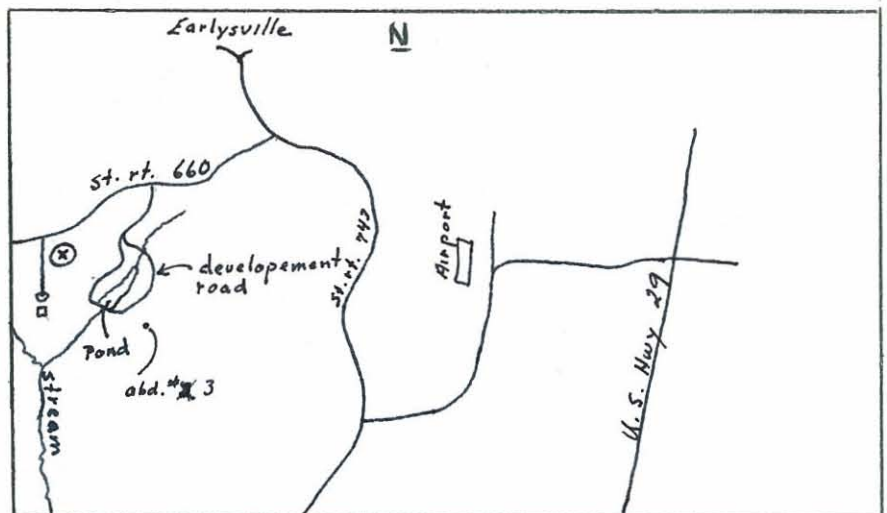 Earlysville
N
St. rt. 660
St. rt. 743
Airport
developement
road
Pond
abd. # 3
stream
U.S. Hwy 29